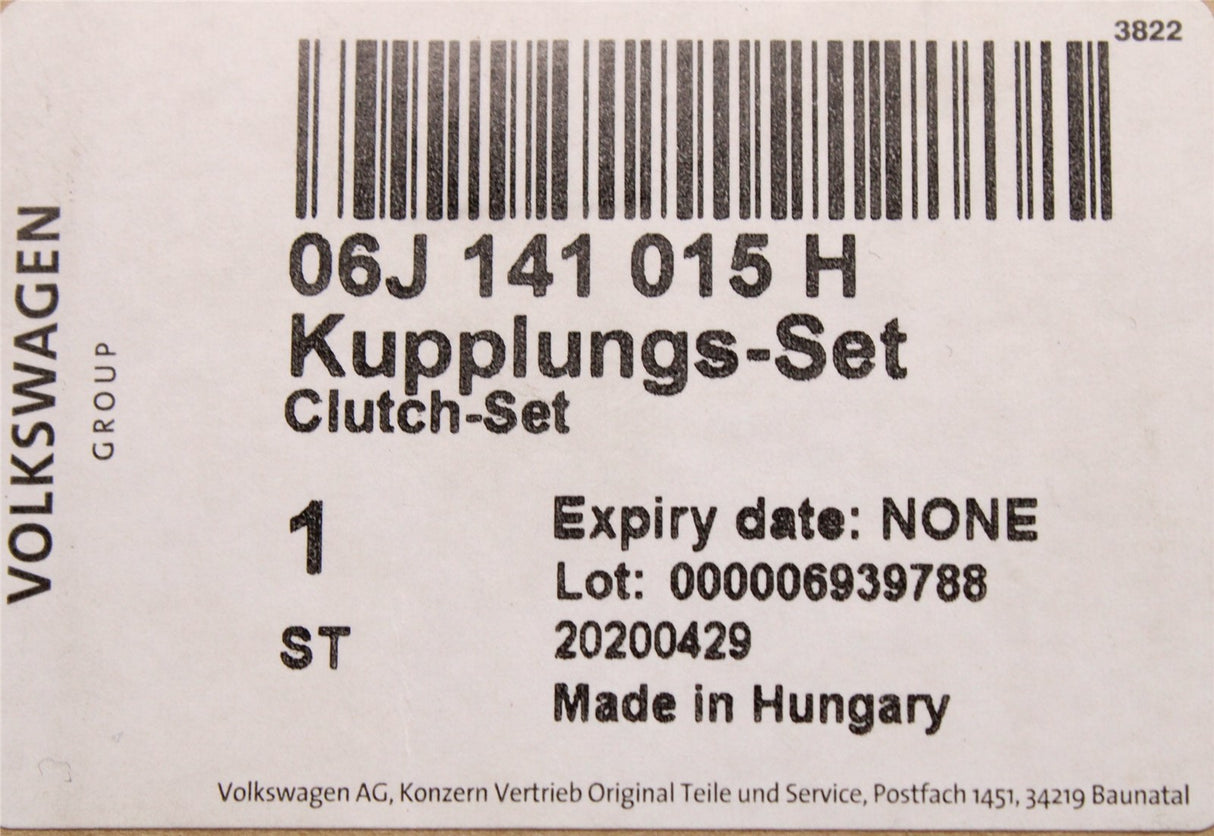 3822
06J 141 015 H
Kupplungs-Set
Clutch-Set
1
ST
Expiry date: NONE
Lot: 000006939788
20200429
Made in Hungary
VOLKSWAGEN
GROUP
Volkswagen AG, Konzern Vertrieb Original Teile und Service, Postfach 1451, 34219 Baunatal